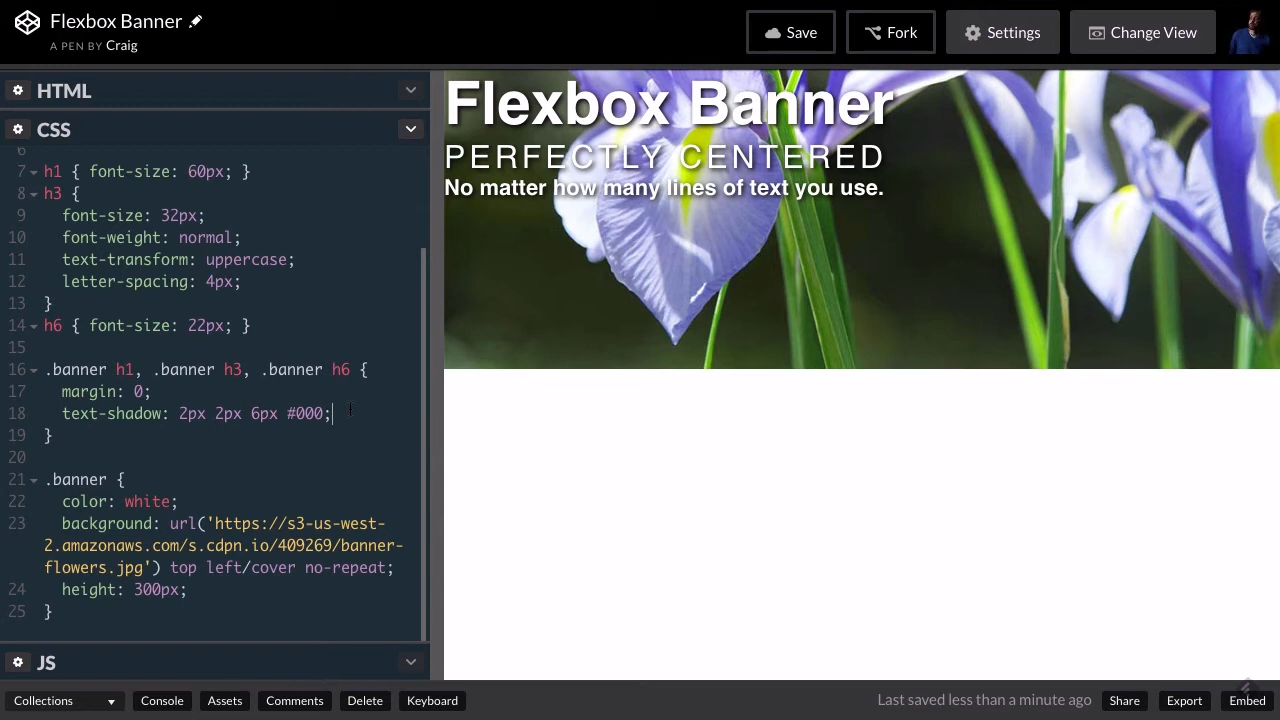 Flexbox Banner
A PEN BY Craig
Save
Fork
Settings
Change View
HTML
CSS
6
h1 { font-size: 60px; }
8 h3 {
9 font-size: 32px;
10 font-weight: normal;
11 text-transform: uppercase;
12 letter-spacing: 4px;
13 }
14 h6 { font-size: 22px; }
15
16 .banner h1, .banner h3, .banner h6 {
17 margin: 0;
18 text-shadow: 2px 2px 6px #000;
19 }
20
21 .banner {
22 color: white;
23 background: url('https://s3-us-west-
2.amazonaws.com/s.cdpn.io/409269/banner-
flowers.jpg') top left/cover no-repeat;
24 height: 300px;
25 }
JS
Flexbox Banner
PERFECTLY CENTERED
No matter how many lines of text you use.
Collections
Console
Assets
Comments
Delete
Keyboard
Last saved less than a minute ago
Share
Export
Embed